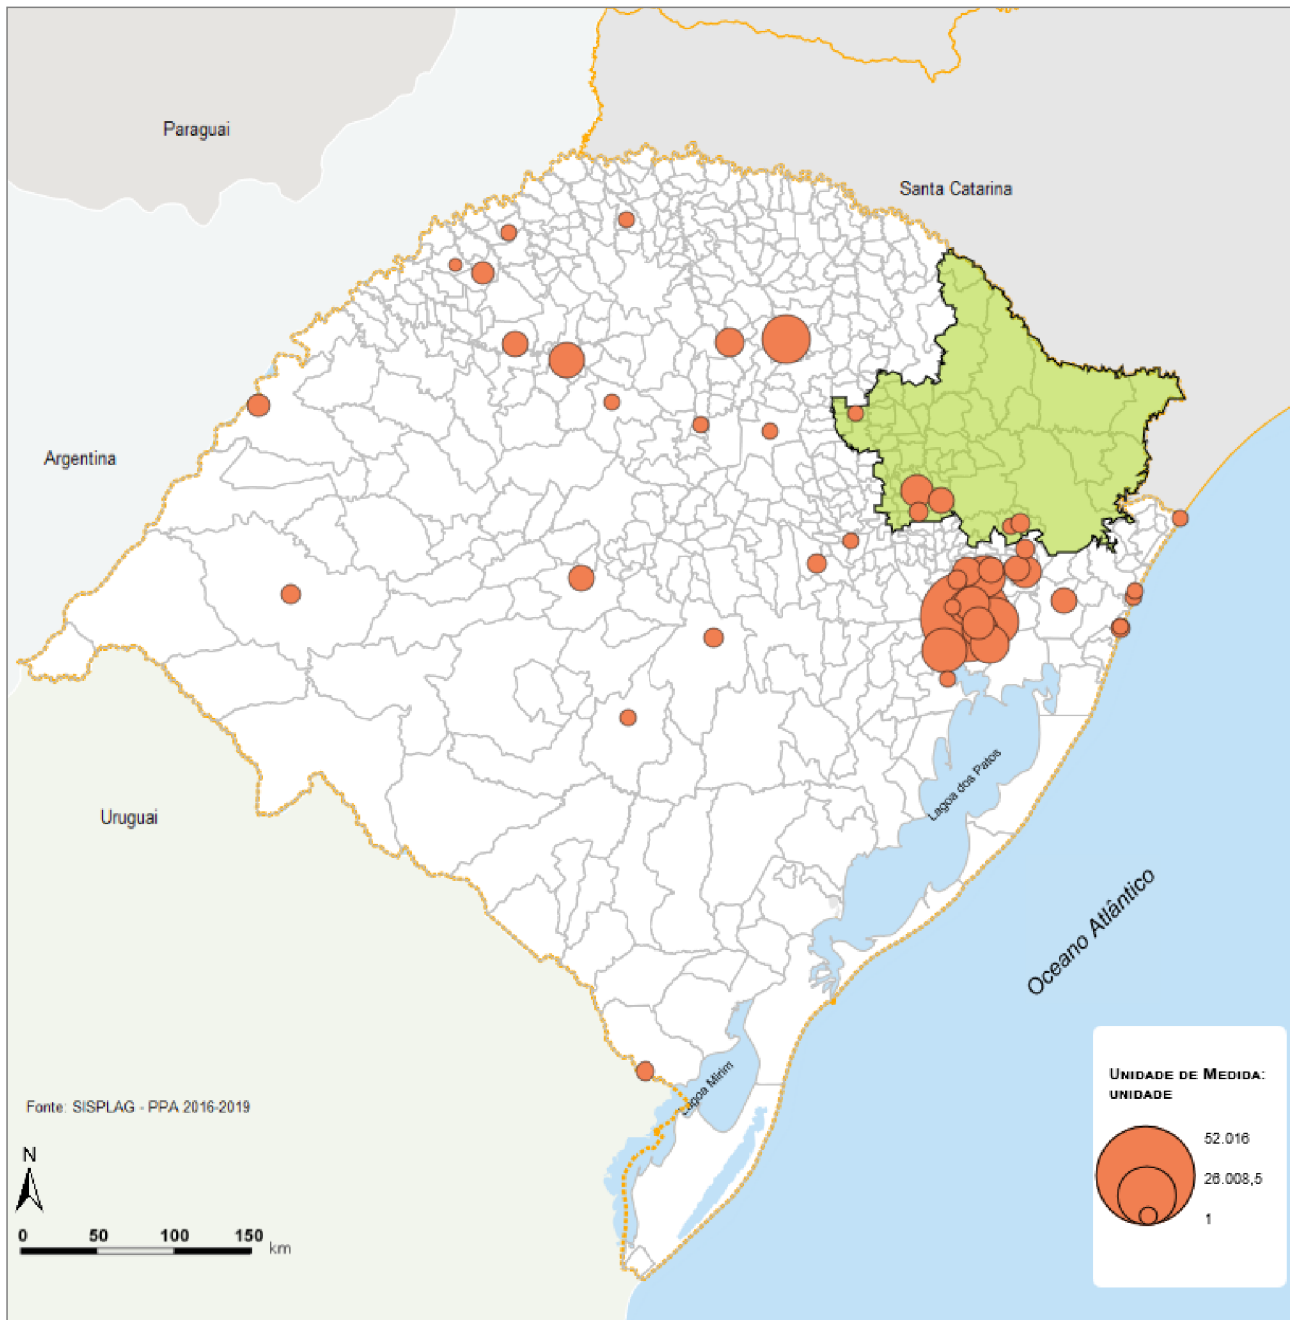 Paraguai
Santa Catarina
Argentina
Uruguai
Lagoa dos Patos
Oceano Atlântico
Lagoa Mirim
Fonte: SISPLAG - PPA 2016-2019
N
0 50 100 150
km
UNIDADE DE MEDIDA:
UNIDADE
52.016
26.008,5
1